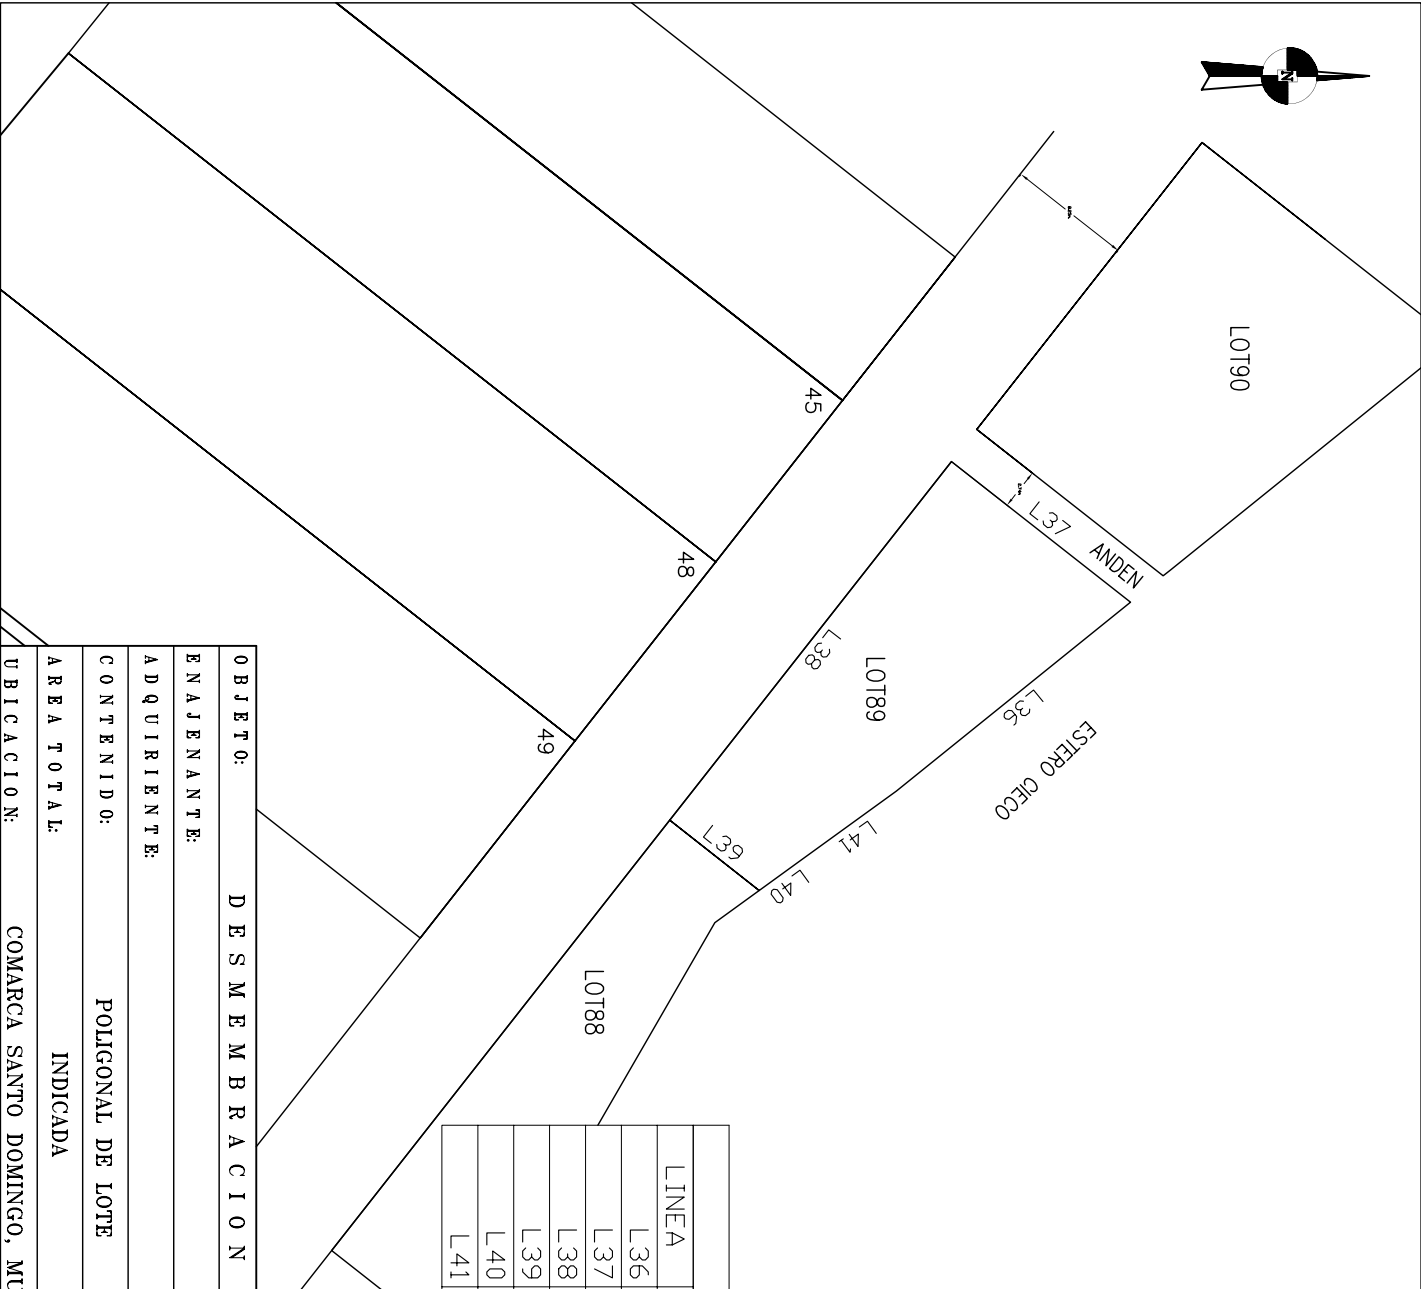 N
LOT90
45
L37
ANDEN
48
L38
LOT89
L36
ESTERO CIECO
49
L39
L41
L40
LOT88
LINEA
L36
L37
L38
L39
L40
L41
OBJETO: DESMEMBRACION
ENAJENANTE:
ADQUIRIENTE:
CONTENIDO: POLIGONAL DE LOTE
AREA TOTAL: INDICADA
UBICACION: COMARCA SANTO DOMINGO, MU